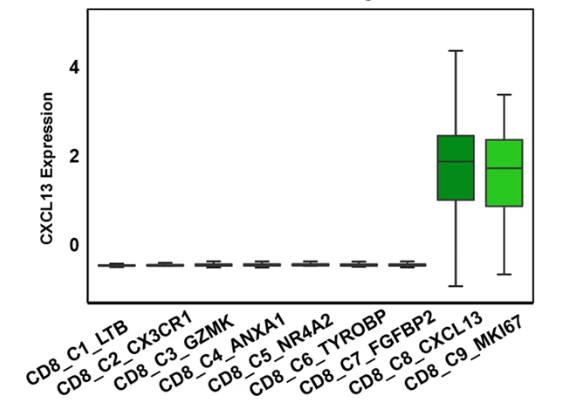 CXCL13 Expression
4
2
0
CD8_C1_LTB
CD8_C2_CX3CR1
CD8_C3_GZMK
CD8_C4_ANXA1
CD8_C5_NR4A2
CD8_C6_TYROBP
CD8_C7_FGFBP2
CD8_C8_CXCL13
CD8_C9_MKI67